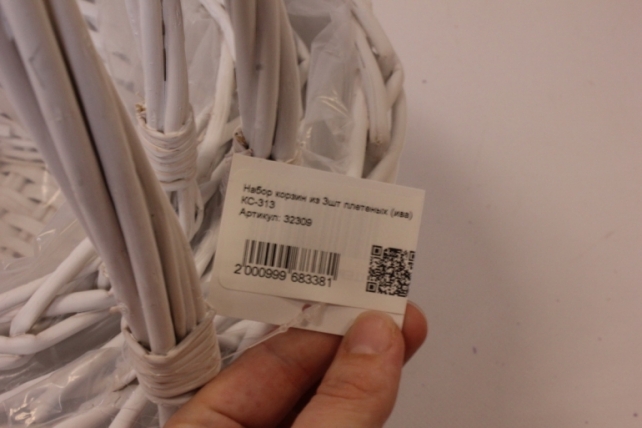 Набор корзин из 3шт плетеных (ива)
КС-313
Артикул: 32309
2 000999 683381